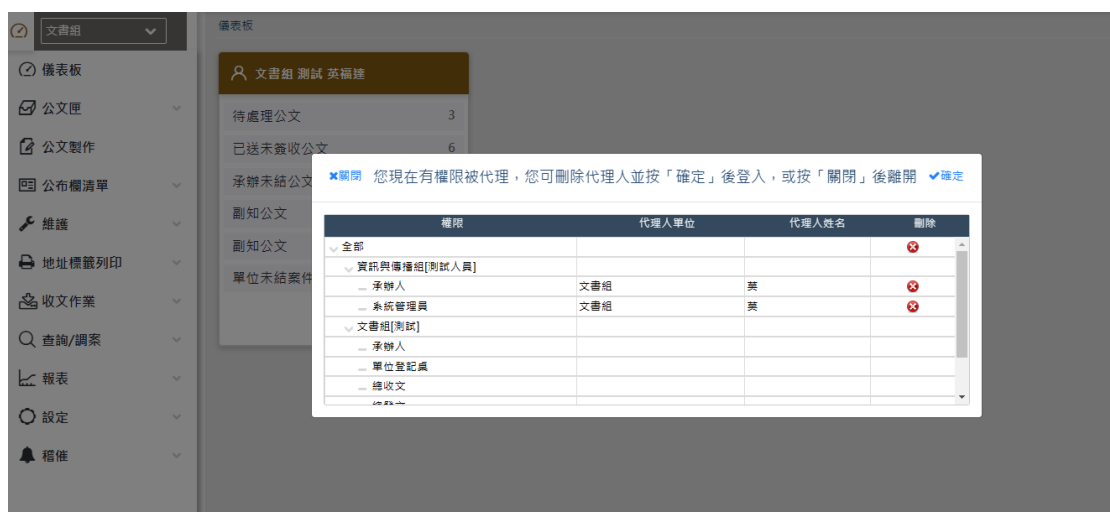 文書組
儀表板
儀表板
公文匣
公文製作
公布欄清單
維護
地址標籤列印
收文作業
查詢/調案
報表
設定
稽催
文書組 測試 英福達
待處理公文 3
已送未簽收公文 6
承辦未結公文
副知公文
副知公文
單位未結案件
關閉 您現在有權限被代理，您可刪除代理人並按「確定」後登入，或按「關閉」後離開 確定
權限 代理人單位 代理人姓名 刪除
全部
資訊與傳播組[測試人員]
承辦人 文書組 英
系統管理員 文書組 英
文書組[測試]
承辦人
單位登記桌
總收文